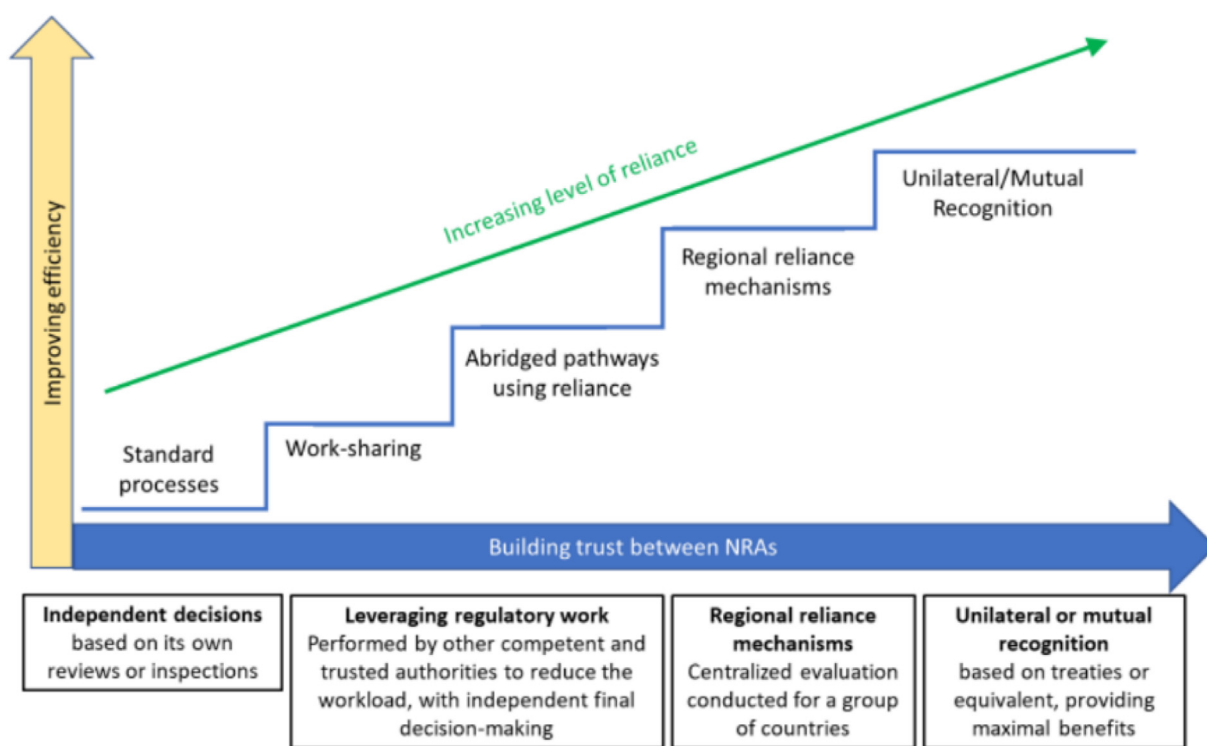 Improving efficiency
Increasing level of reliance
Standard
processes
Work-sharing
Abridged pathways
using reliance
Regional reliance
mechanisms
Unilateral/Mutual
Recognition
Building trust between NRAs
Independent decisions
based on its own
reviews or inspections
Leveraging regulatory work
Performed by other competent and
trusted authorities to reduce the
workload, with independent final
decision-making
Regional reliance
mechanisms
Centralized evaluation
conducted for a group
of countries
Unilateral or mutual
recognition
based on treaties or
equivalent, providing
maximal benefits